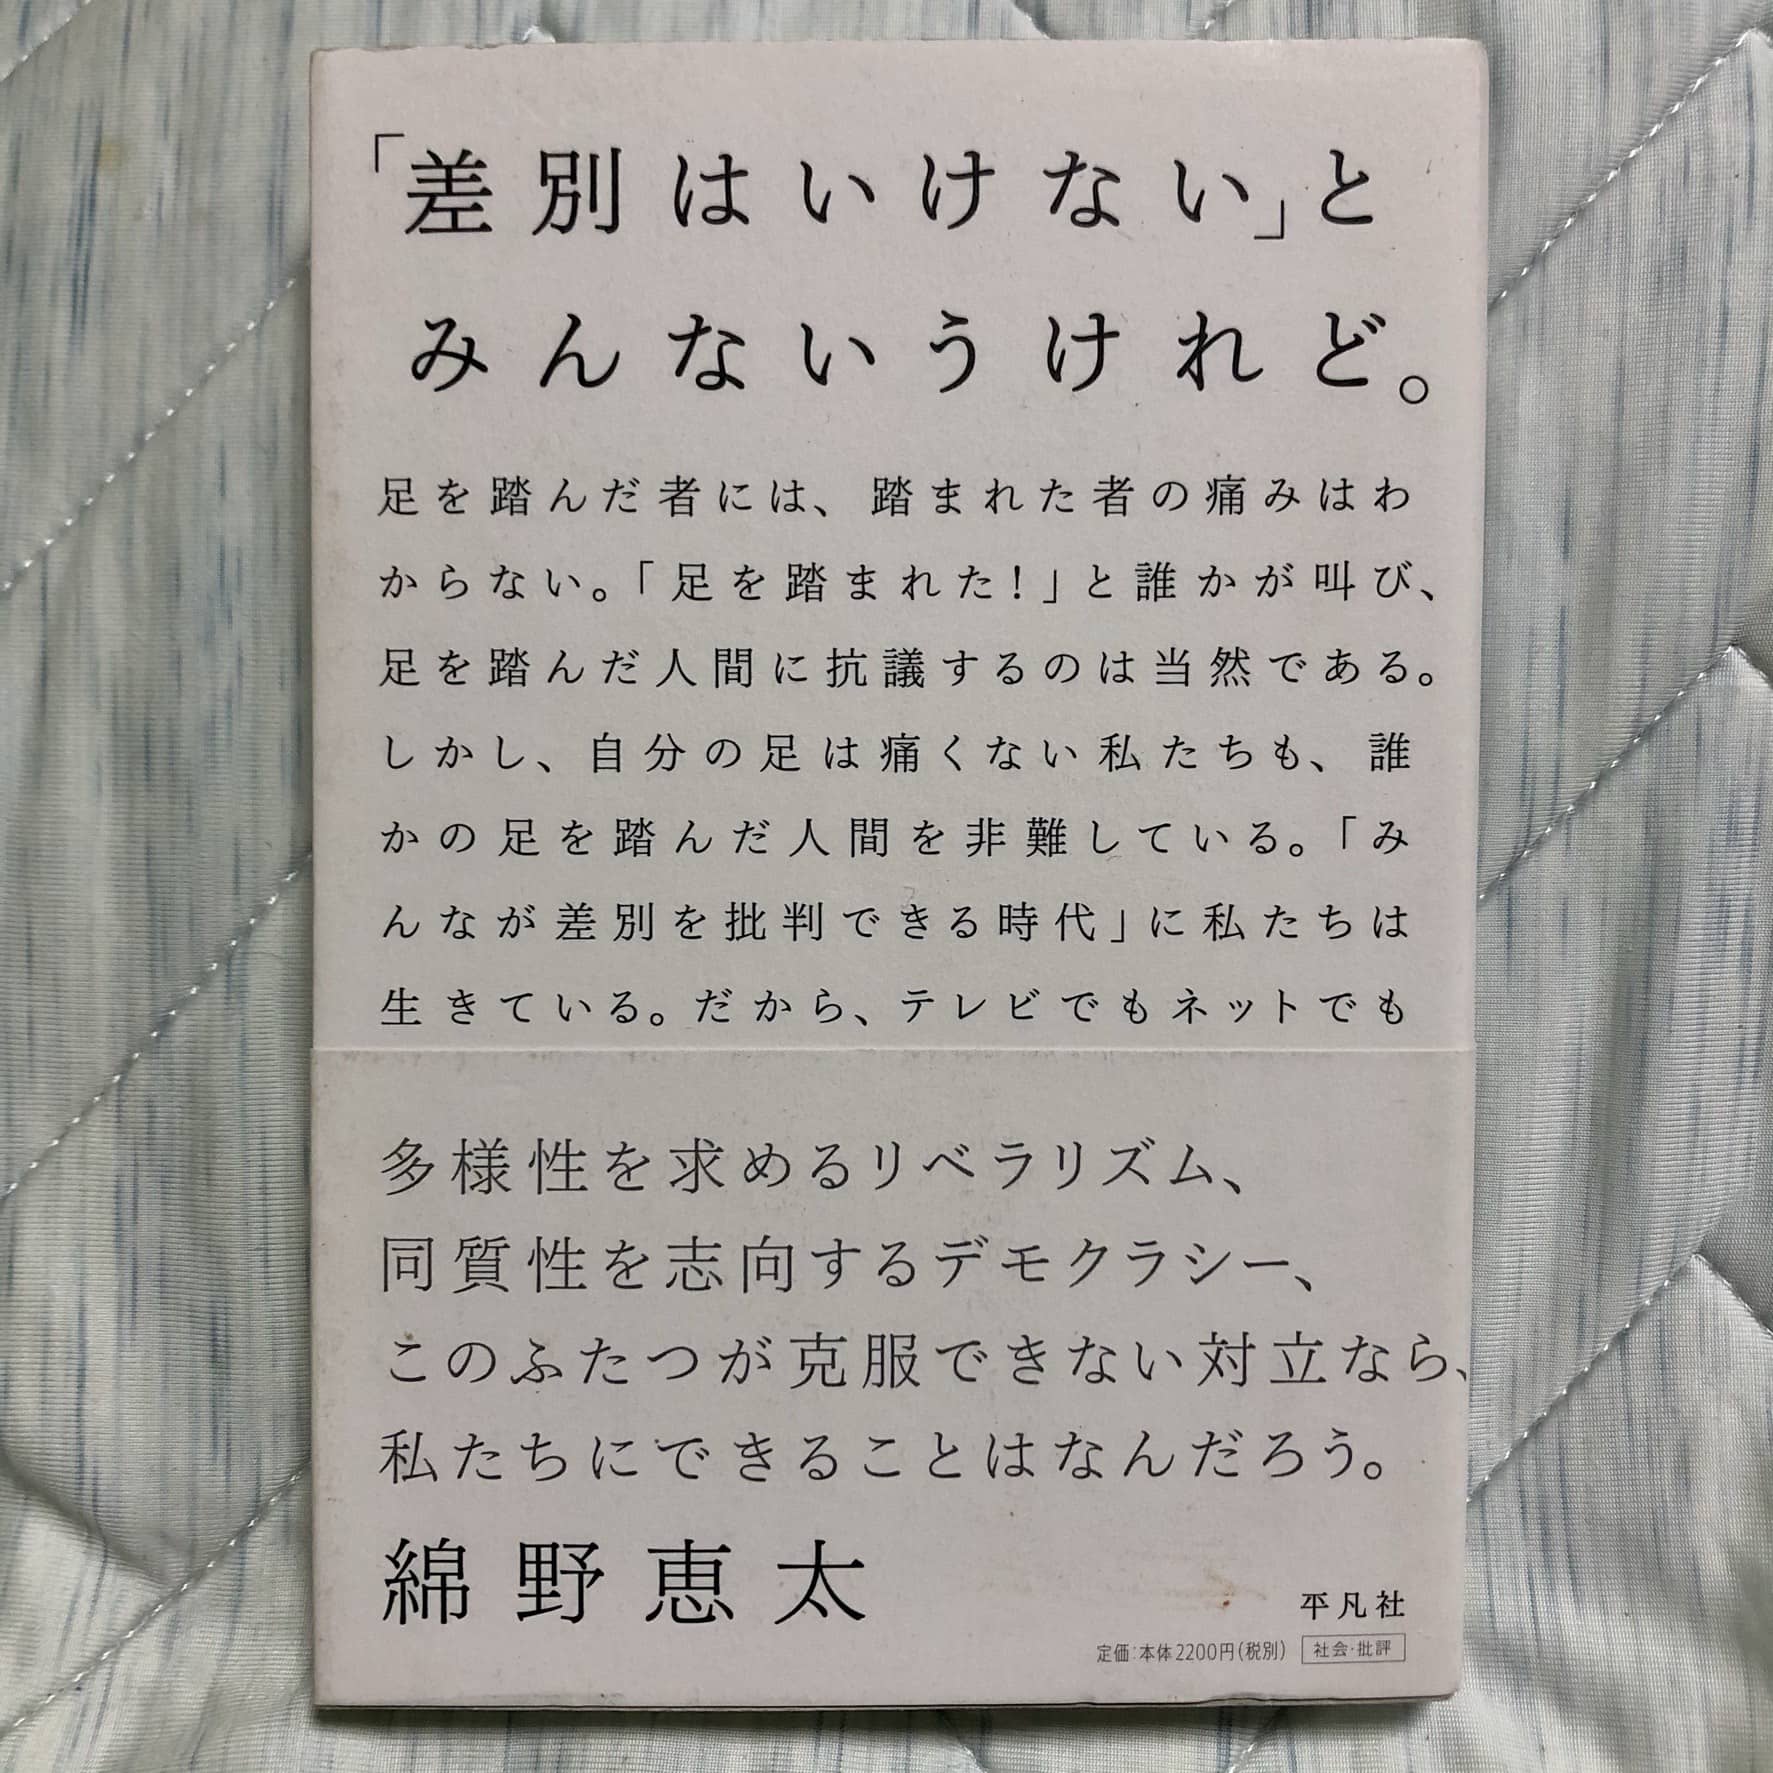 「差別はいけない」と
みんないうけれど。
足を踏んだ者には、踏まれた者の痛みはわ
からない。「足を踏まれた！」と誰かが叫び、
足を踏んだ人間に抗議するのは当然である。
しかし、自分の足は痛くない私たちも、誰
かの足を踏んだ人間を非難している。「み
んなが差別を批判できる時代」に私たちは
生きている。だから、テレビでもネットでも
多様性を求めるリベラリズム、
同質性を志向するデモクラシー、
このふたつが克服できない対立なら、
私たちにできることはなんだろう。
綿野恵太
平凡社
定価:本体2200円(税別) 社会・批評